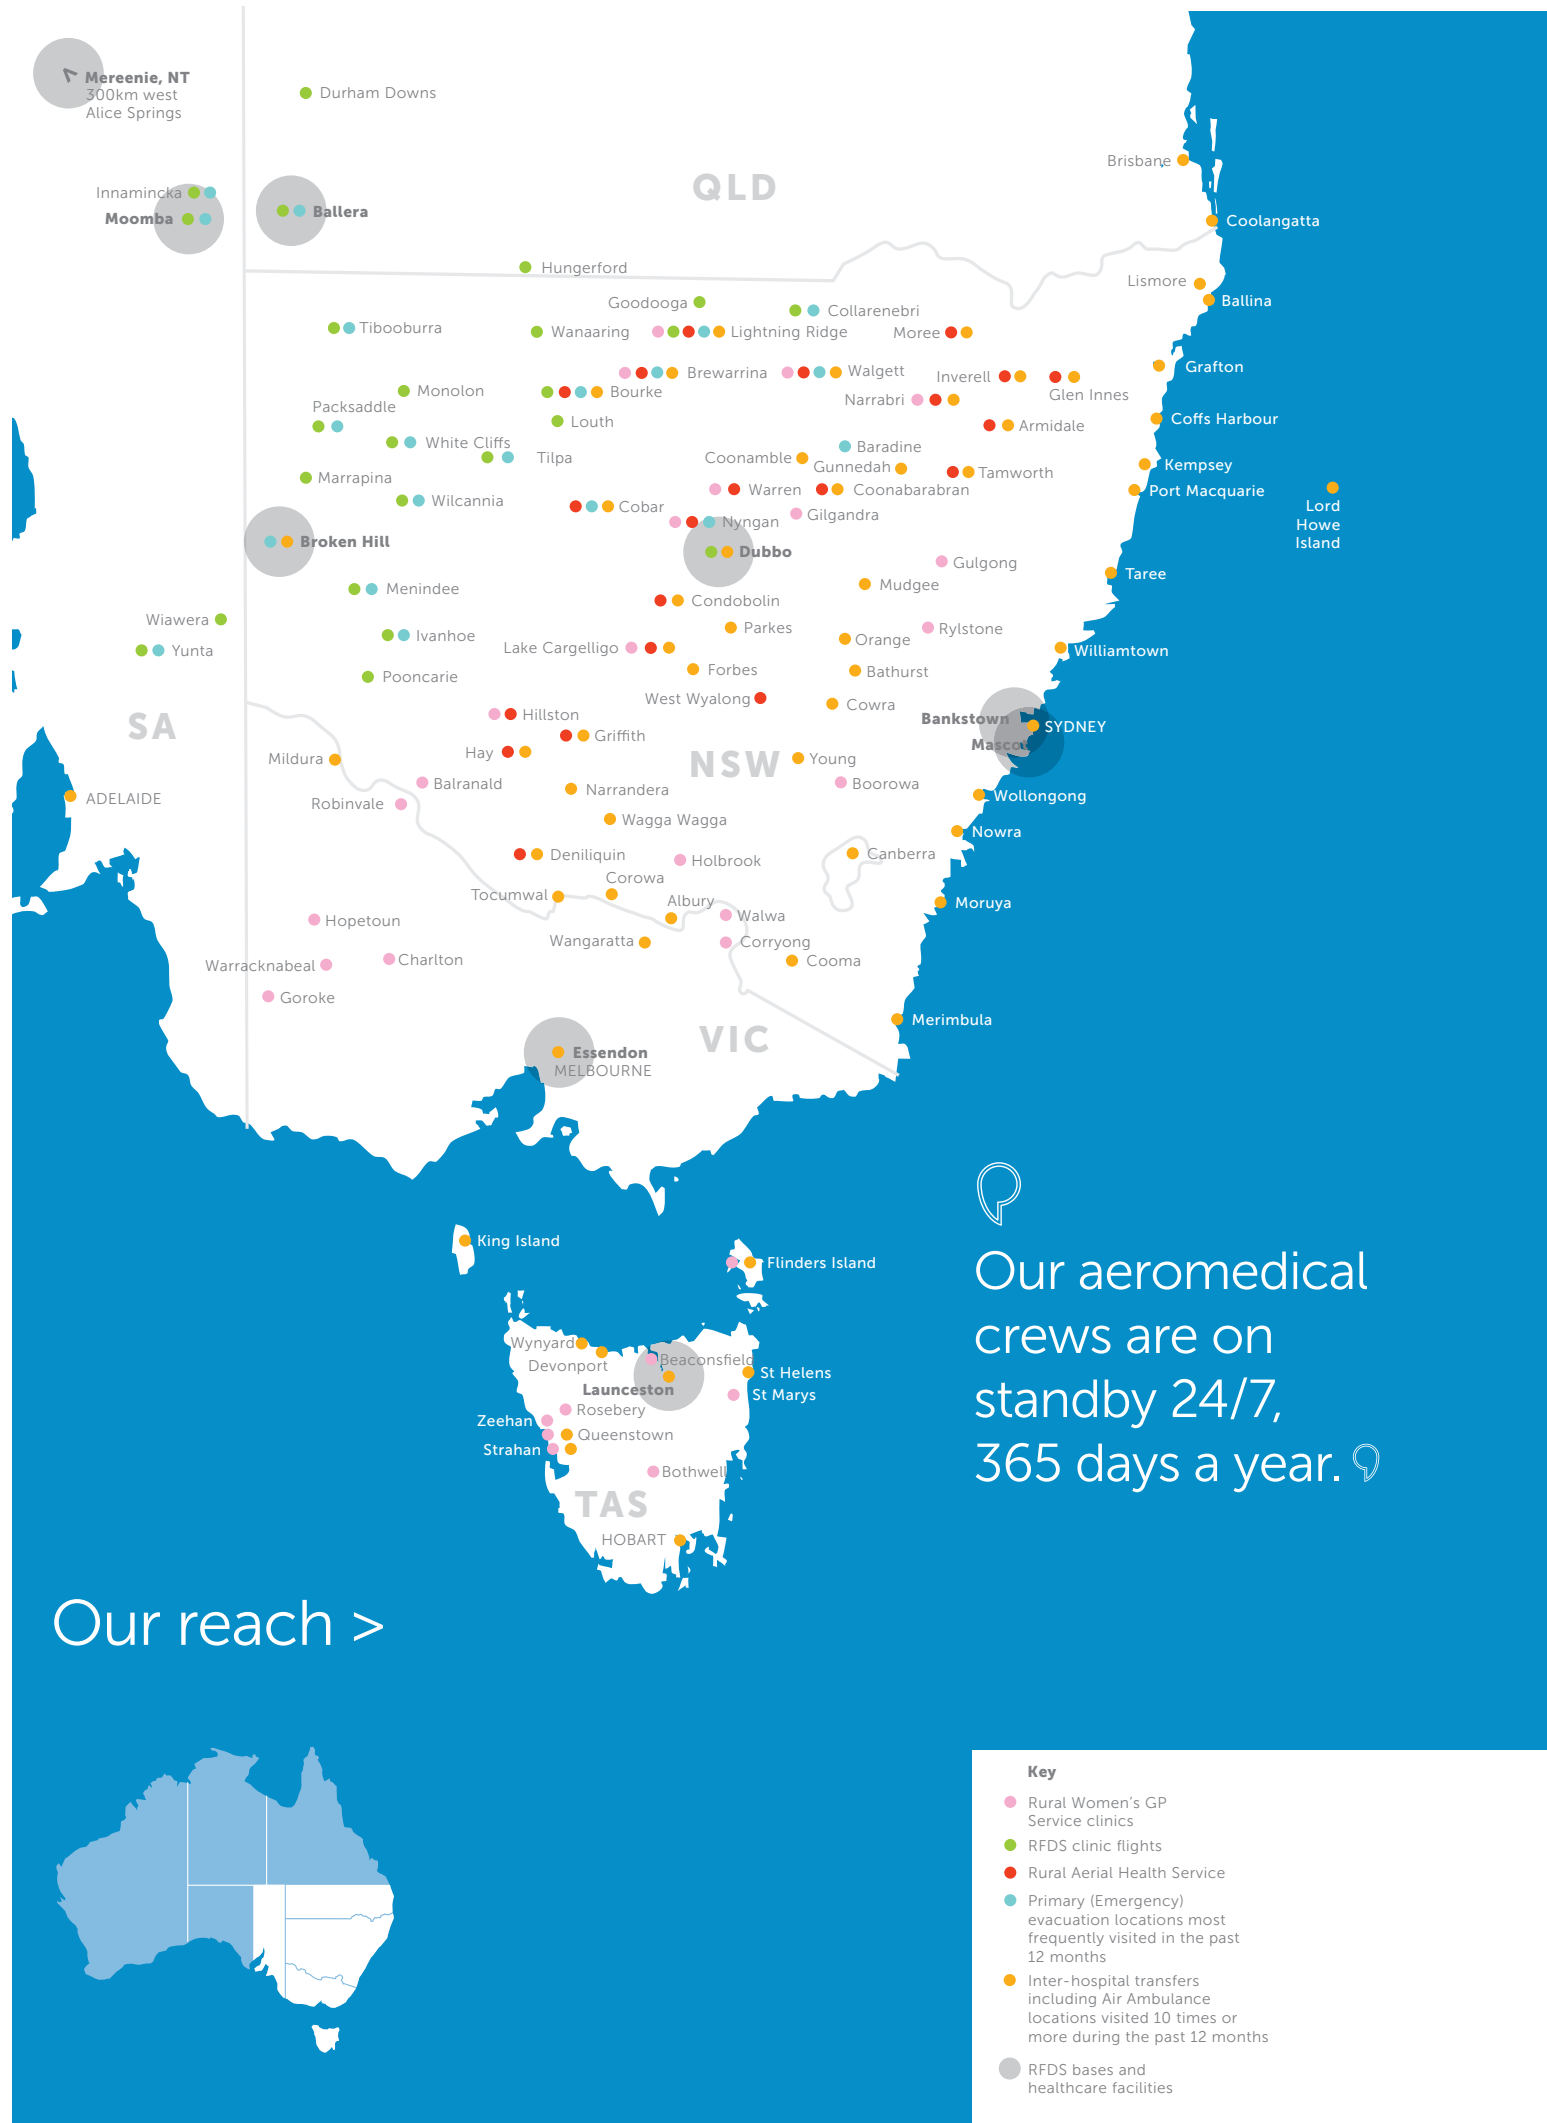 Mereenie, NT
300km west
Alice Springs
Durham Downs
Brisbane
QLD
Innamincka
Moomba
Ballera
Coolangatta
Hungerford
Lismore
Ballina
Goodooga
Collarenebri
Tibooburra
Wanaaring
Lightning Ridge
Moree
Grafton
Brewarrina
Walgett
Inverell
Glen Innes
Monolon
Bourke
Narrabri
Packsaddle
Louth
Armidale
Coffs Harbour
White Cliffs
Baradine
Tilpa
Coonamble
Gunnedah
Tamworth
Kempsey
Marrapina
Warren
Coonabarabran
Port Macquarie
Wilcannia
Cobar
Gilgandra
Lord
Howe
Island
Nyngan
Broken Hill
Dubbo
Gulgong
Taree
Menindee
Mudgee
Condobolin
Wiawera
Parkes
Rylstone
Ivanhoe
Orange
Yunta
Lake Cargelligo
Williamtown
Pooncarie
Forbes
Bathurst
West Wyalong
Cowra
Hillston
Bankstown
SA
SYDNEY
Griffith
Mascot
Hay
NSW
Mildura
Young
Balranald
Boorowa
Narrandera
ADELAIDE
Robinvale
Wollongong
Wagga Wagga
Nowra
Deniliquin
Holbrook
Canberra
Corowa
Tocumwal
Albury
Moruya
Walwa
Hopetoun
Wangaratta
Corryong
Charlton
Cooma
Warracknabeal
Goroke
Merimbula
VIC
Essendon
MELBOURNE
King Island
Flinders Island
Wynyard
Devonport
Beaconsfield
St Helens
Launceston
St Marys
Rosebery
Zeehan
Queenstown
Strahan
Bothwell
TAS
HOBART
Our aeromedical
crews are on
standby 24/7,
365 days a year.
Our reach >
Key
Rural Women's GP
Service clinics
RFDS clinic flights
Rural Aerial Health Service
Primary (Emergency)
evacuation locations most
frequently visited in the past
12 months
Inter-hospital transfers
including Air Ambulance
locations visited 10 times or
more during the past 12 months
RFDS bases and
healthcare facilities